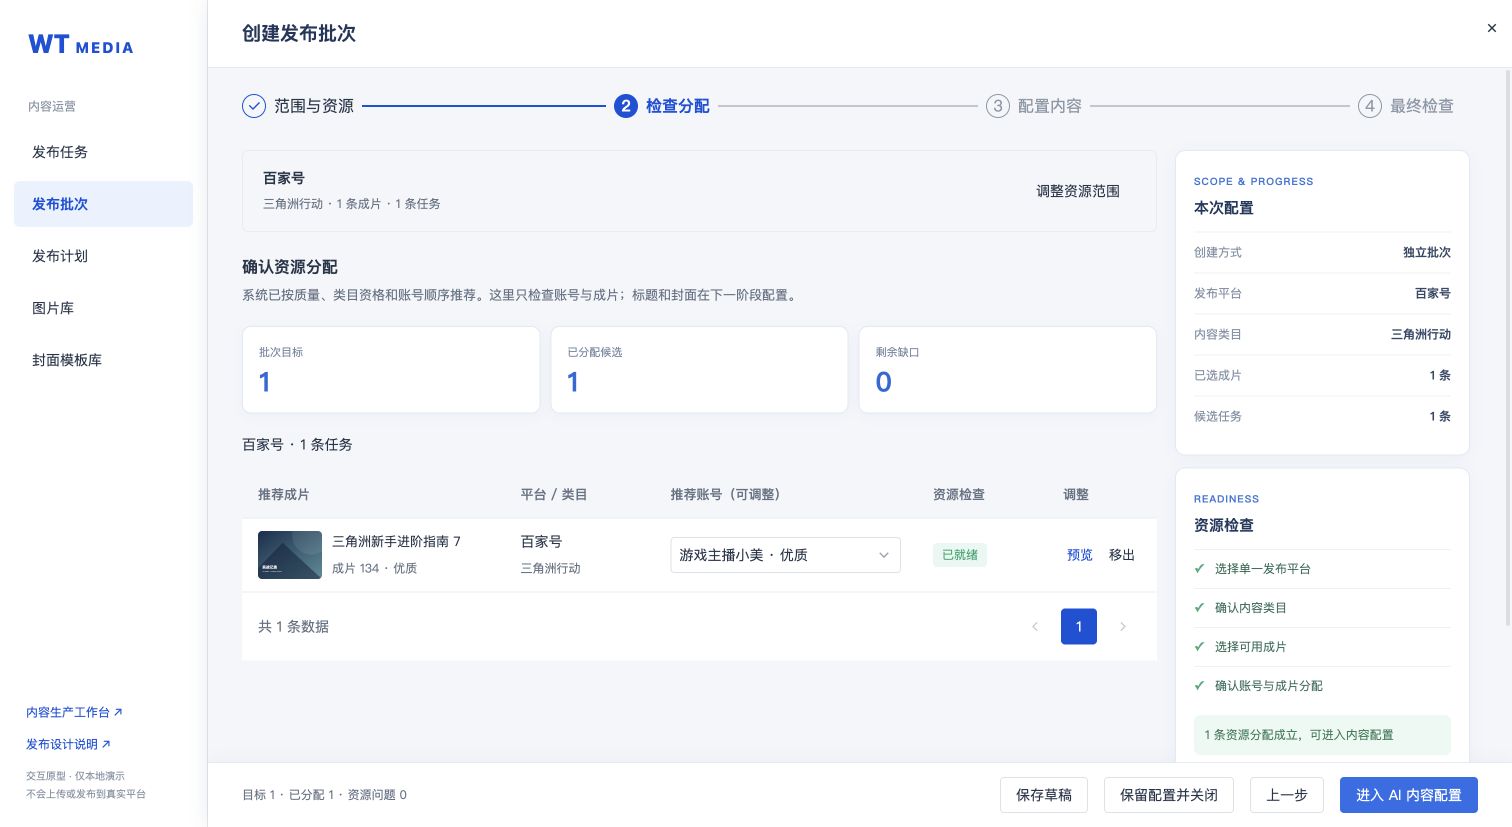 WT MEDIA
内容运营
发布任务
发布批次
发布计划
图片库
封面模板库
内容生产工作台 ↗
发布设计说明 ↗
交互原型 · 仅本地演示
不会上传或发布到真实平台
创建发布批次
×
范围与资源
2 检查分配
3 配置内容
4 最终检查
百家号
三角洲行动 · 1 条成片 · 1 条任务
调整资源范围
确认资源分配
系统已按质量、类目资格和账号顺序推荐。这里只检查账号与成片；标题和封面在下一阶段配置。
批次目标
1
已分配候选
1
剩余缺口
0
百家号 · 1 条任务
推荐成片 平台 / 类目 推荐账号（可调整） 资源检查 调整
三角洲新手进阶指南 7
成片 134 · 优质
百家号
三角洲行动
游戏主播小美 · 优质
已就绪
预览 移出
共 1 条数据
1
SCOPE & PROGRESS
本次配置
创建方式 独立批次
发布平台 百家号
内容类目 三角洲行动
已选成片 1 条
候选任务 1 条
READINESS
资源检查
✓ 选择单一发布平台
✓ 确认内容类目
✓ 选择可用成片
✓ 确认账号与成片分配
1 条资源分配成立，可进入内容配置
目标 1 · 已分配 1 · 资源问题 0
保存草稿
保留配置并关闭
上一步
进入 AI 内容配置